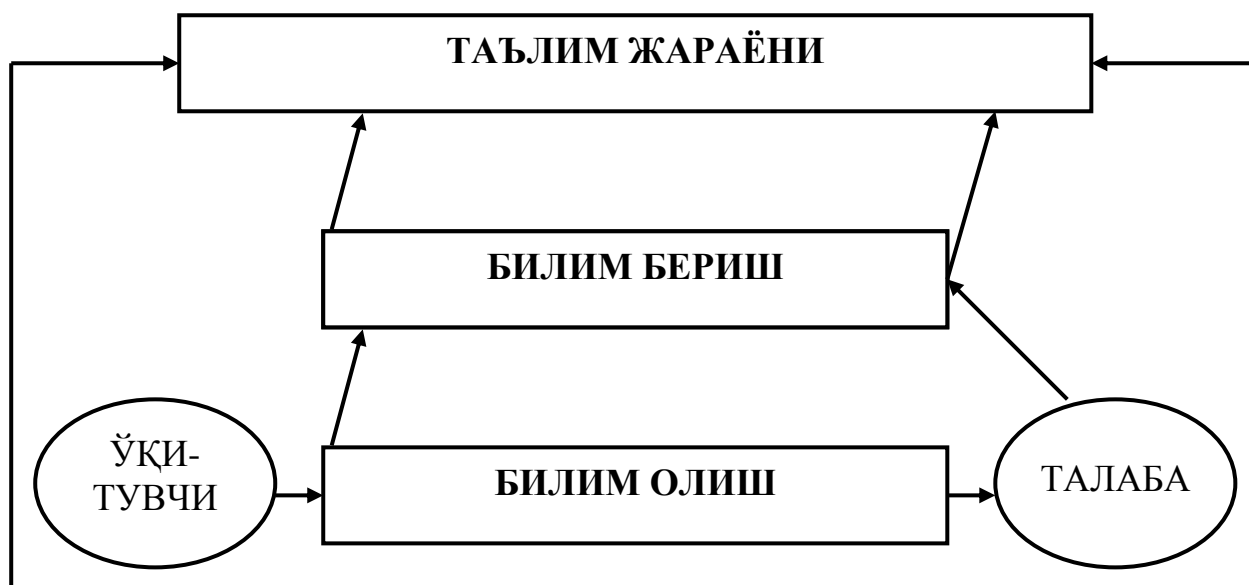 ТАЪЛИМ ЖАРАЁНИ
БИЛИМ БЕРИШ
ЎҚИ-
ТУВЧИ
БИЛИМ ОЛИШ
ТАЛАБА